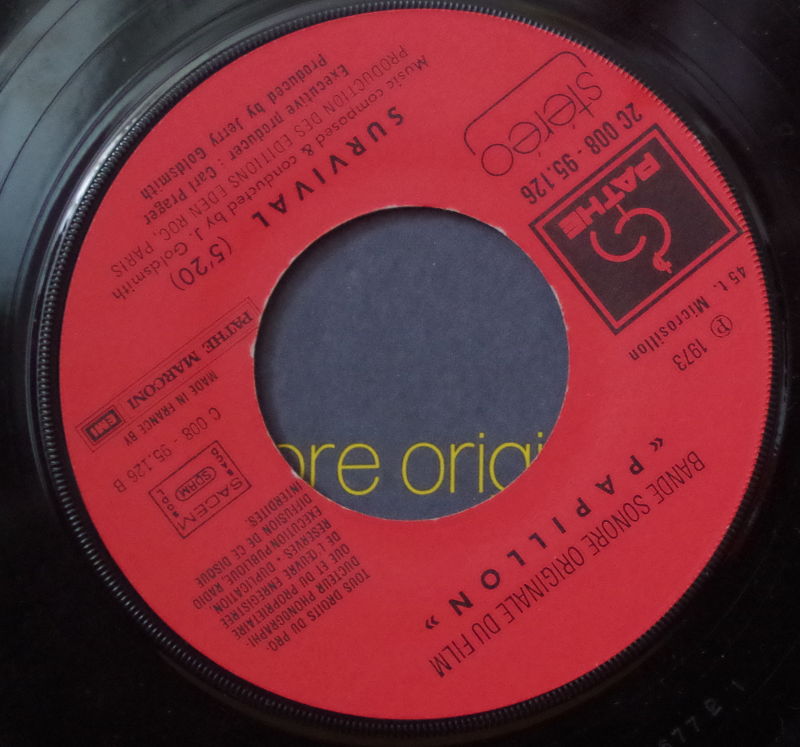 BANDE SONORE ORIGINALE DU FILM
« PAPILLON »
stéréo
2C 008 - 95.126
PATHE
45 t. Microsillon
℗ 1973
PATHE MARCONI EMI
MADE IN FRANCE BY
C 008 - 95.126 B
SACEM
SDRM
TOUS DROITS DU PRO-
DUCTEUR PHONOGRAPHI-
QUE ET DU PROPRIETAIRE
DE L'ŒUVRE ENREGISTREE
RESERVES • DUPLICATION
EXECUTION PUBLIQUE, RADIO
DIFFUSION DE CE DISQUE
INTERDITES.
SURVIVAL (5'20)
Music composed & conducted by J. Goldsmith
PRODUCTION DES EDITIONS EDEN ROC, PARIS
Executive producer : Carl Prager
Produced by Jerry Goldsmith
ore origi